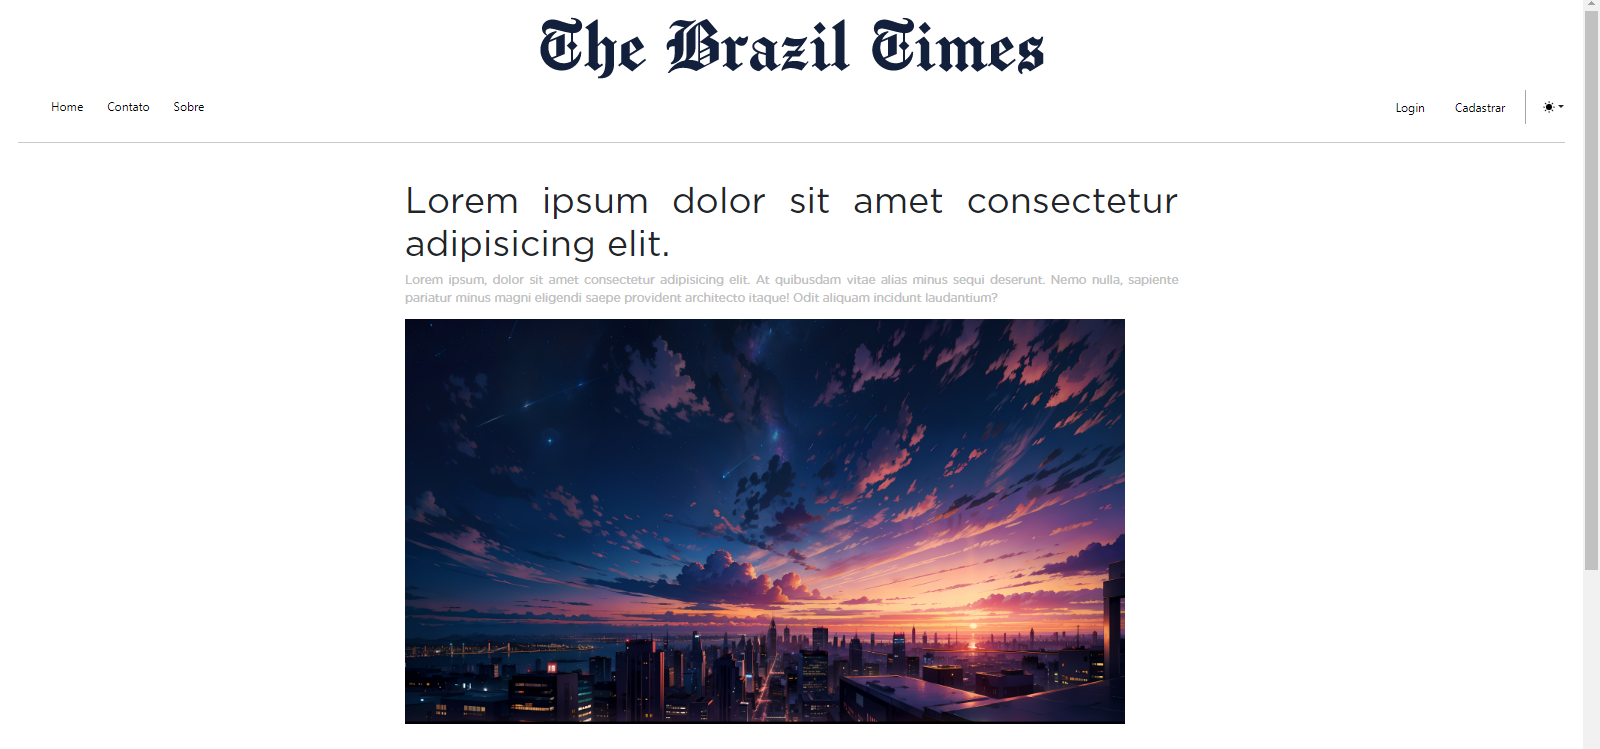 The Brazil Times
Home Contato Sobre Login Cadastrar
Lorem ipsum dolor sit amet consectetur
adipisicing elit.
Lorem ipsum, dolor sit amet consectetur adipisicing elit. At quibusdam vitae alias minus sequi deserunt. Nemo nulla, sapiente
pariatur minus magni eligendi saepe provident architecto itaque! Odit aliquam incidunt laudantium?